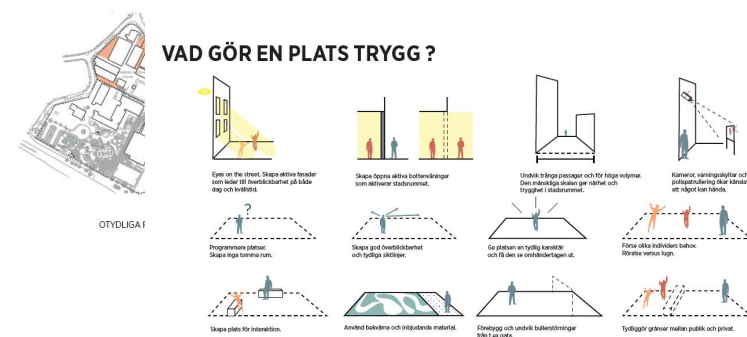 VAD GÖR EN PLATS TRYGG ?
Eyes on the street. Skapa aktiva fasader
som leder till överblickbarhet på både
dag och kvällstid.
Skapa öppna aktiva bottenvåningar
som aktiverar stadsrummet.
Undvik trånga passager och för höga volymer.
Den mänskliga skalan ger närhet och
trygghet i stadsrummet.
Kameror, varningsskyltar och
polispatrullering ökar känslan
att något kan hända.
OTYDLIGA
?
Programmera platser.
Skapa inga tomma rum.
Skapa god överblickbarhet
och tydliga siktlinjer.
Ge platsen en tydlig karaktär
och få den se omhändertagen ut.
Förse olika individers behov.
Rörelse versus lugn.
Skapa plats för interaktion.
Använd bekväma och inbjudande material.
Förebygg och undvik bullerstörningar
från t ex gata.
Tydliggör gränser mellan publik och privat.